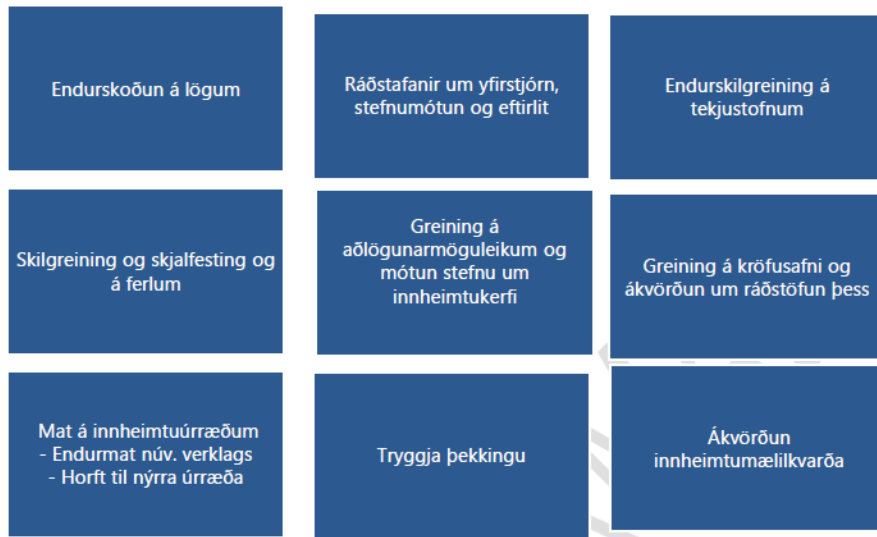 Endurskoðun á lögum
Ráðstafanir um yfirstjórn,
stefnumótun og eftirlit
Endurskilgreining á
tekjustofnum
Skilgreining og skjalfesting og
á ferlum
Greining á
aðlögunarmöguleikum og
mótun stefnu um
innheimtukerfi
Greining á kröfusafni og
ákvörðun um ráðstöfun þess
Mat á innheimtuúrræðum
- Endurmat núv. verklags
- Horft til nýrra úrræða
Tryggja þekkingu
Ákvörðun
innheimtumælikvarða